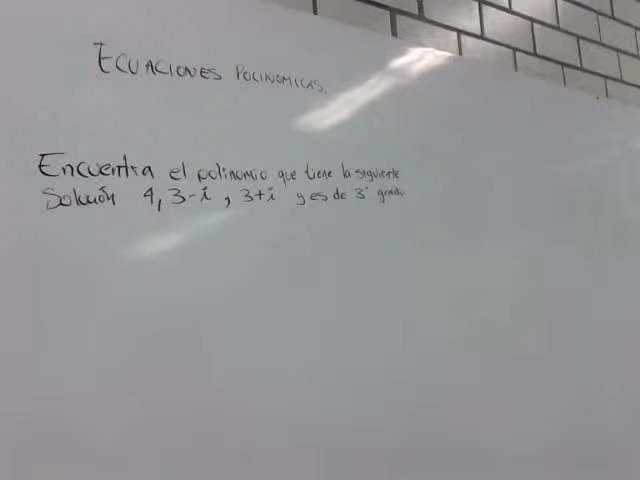 ECUACIONES POLINOMICAS.
Encuentra el polinomio que tiene la siguiente
Solución 4, 3-i, 3+i y es de 3° grado